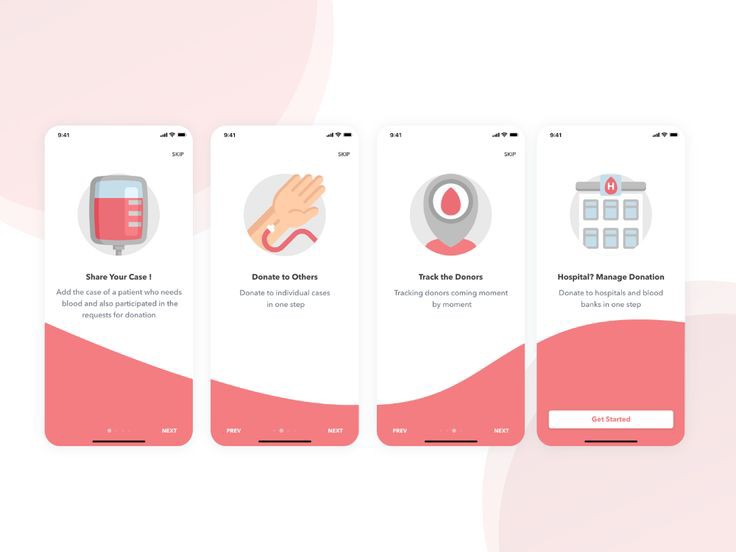 9:41
SKIP
Share Your Case !
Add the case of a patient who needs
blood and also participated in the
requests for donation
NEXT
9:41
SKIP
Donate to Others
Donate to individual cases
in one step
PREV
NEXT
9:41
SKIP
Track the Donors
Tracking donors coming moment
by moment
PREV
NEXT
9:41
H
Hospital? Manage Donation
Donate to hospitals and blood
banks in one step
Get Started